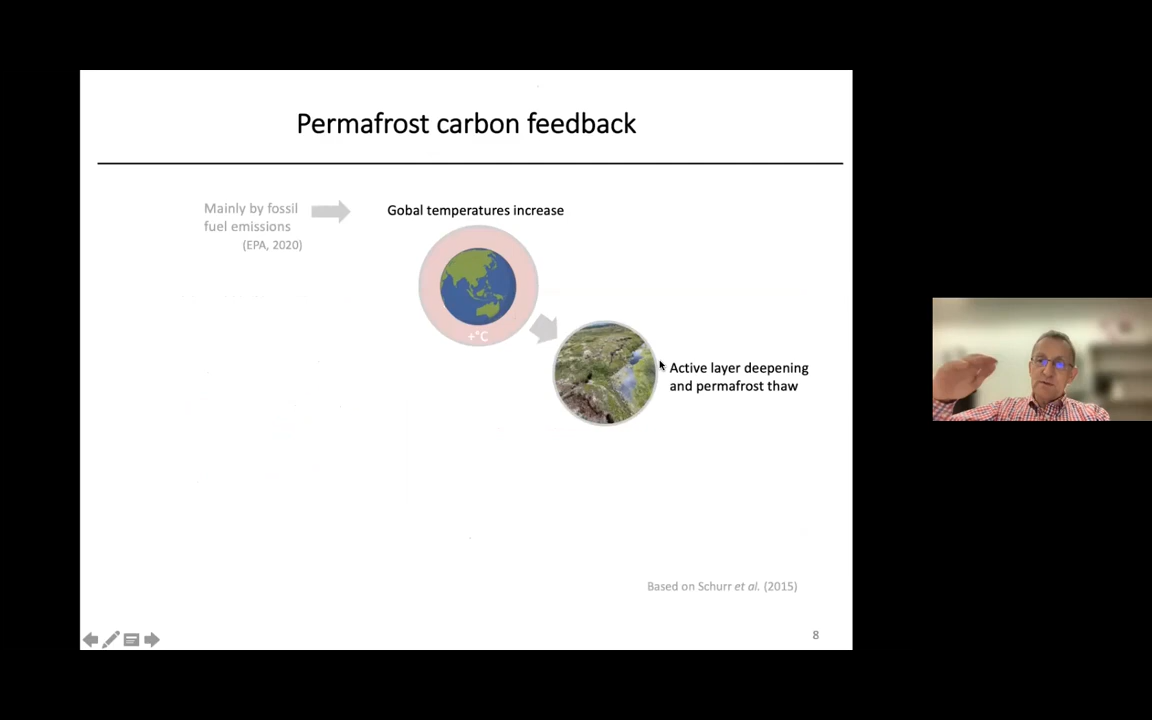 Permafrost carbon feedback
Mainly by fossil
fuel emissions
(EPA, 2020)
Gobal temperatures increase
+°C
Active layer deepening
and permafrost thaw
Based on Schurr et al. (2015)
8